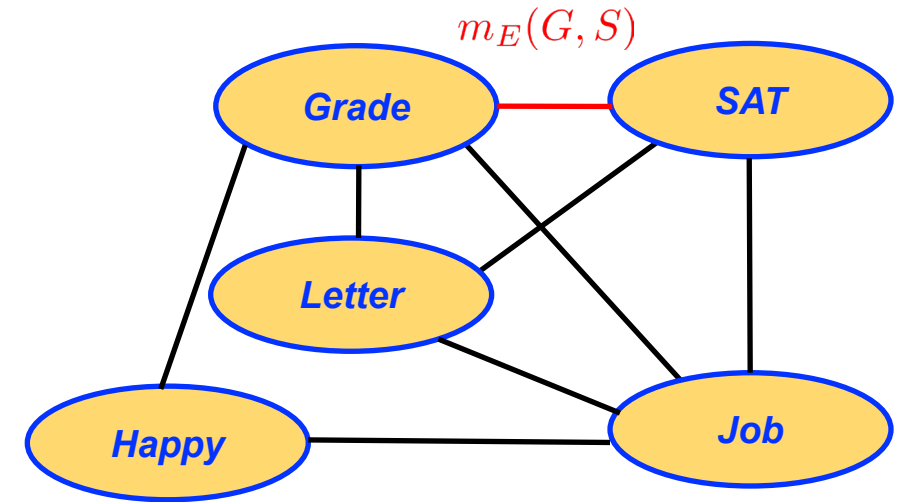 m_E(G, S)
Grade
SAT
Letter
Happy
Job